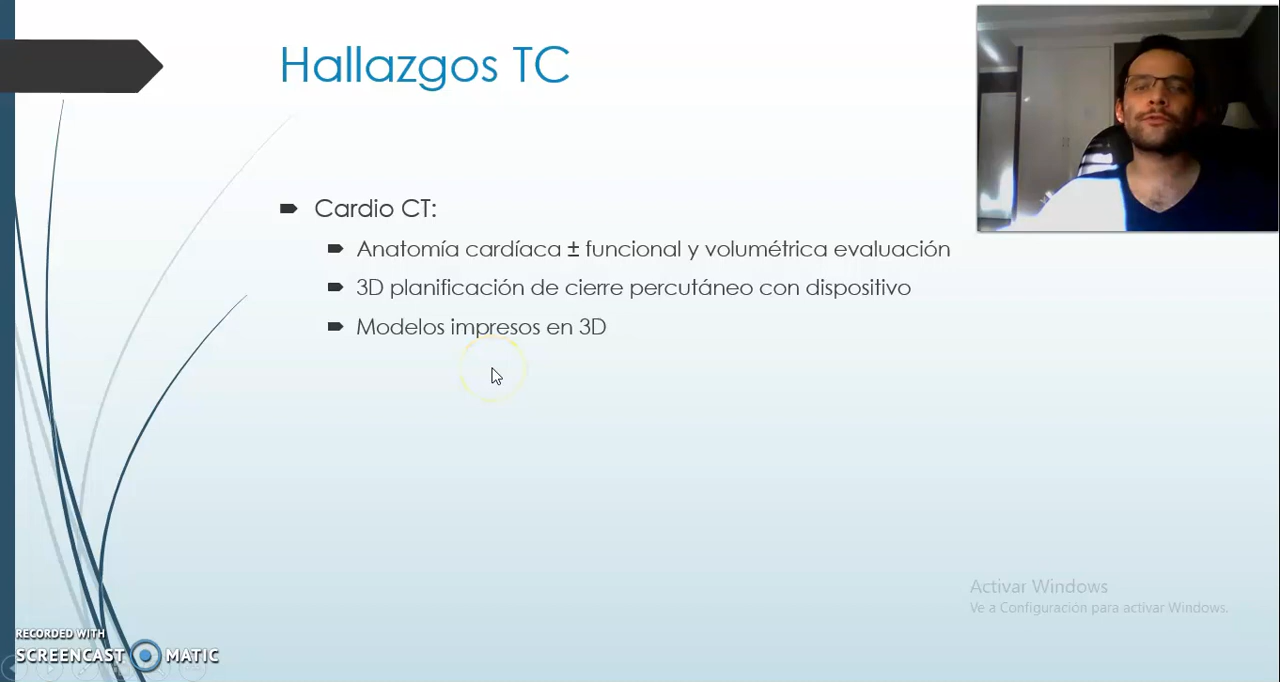 Hallazgos TC
Cardio CT:
Anatomía cardíaca ± funcional y volumétrica evaluación
3D planificación de cierre percutáneo con dispositivo
Modelos impresos en 3D
Activar Windows
Ve a Configuración para activar Windows.
RECORDED WITH
SCREENCAST MATIC